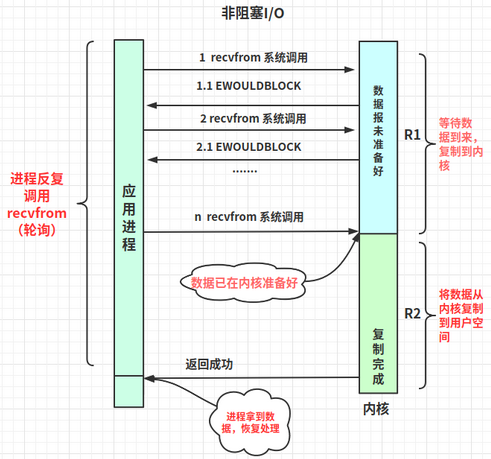 非阻塞I/O
1 recvfrom 系统调用
1.1 EWOULDBLOCK
2 recvfrom 系统调用
2.1 EWOULDBLOCK
.......
n recvfrom 系统调用
数据已在内核准备好
返回成功
进程拿到数
据，恢复处理
进程反复
调用
recvfrom
（轮询）
应
用
进
程
数
据
报
未
准
备
好
复
制
完
成
内核
R1
等待数
据到来，
复制到内
核
R2
将数据从
内核复制
到用户空
间